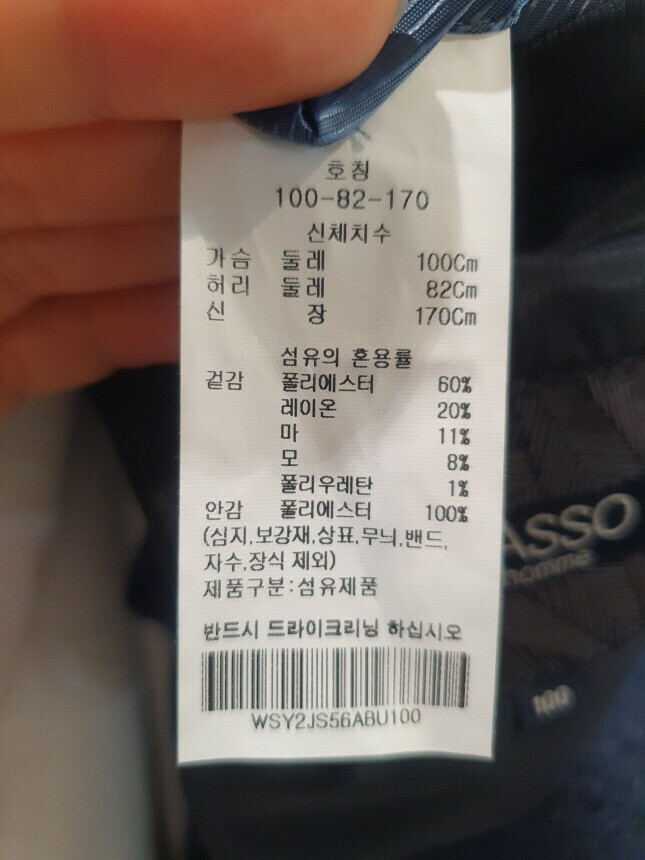 호칭
100-82-170
신체치수
가슴 둘레 100Cm
허리 둘레 82Cm
신 장 170Cm
섬유의 혼용률
겉감 폴리에스터 60%
레이온 20%
마 11%
모 8%
폴리우레탄 1%
안감 폴리에스터 100%
(심지,보강재,상표,무늬,밴드,
자수,장식 제외)
제품구분:섬유제품
반드시 드라이크리닝 하십시오
WSY2JS56ABU100
ASSO
homme
100